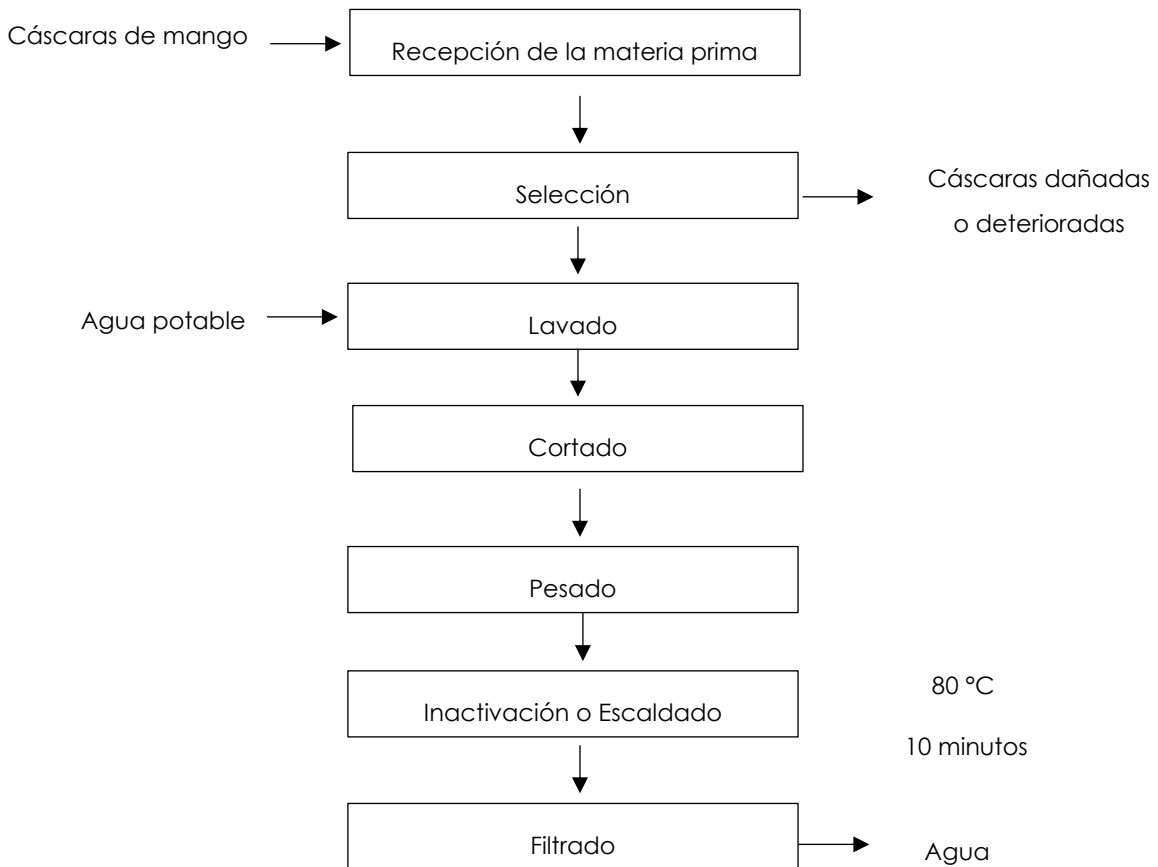 Cáscaras de mango
Recepción de la materia prima
Selección
Cáscaras dañadas
o deterioradas
Agua potable
Lavado
Cortado
Pesado
Inactivación o Escaldado
80 °C
10 minutos
Filtrado
Agua